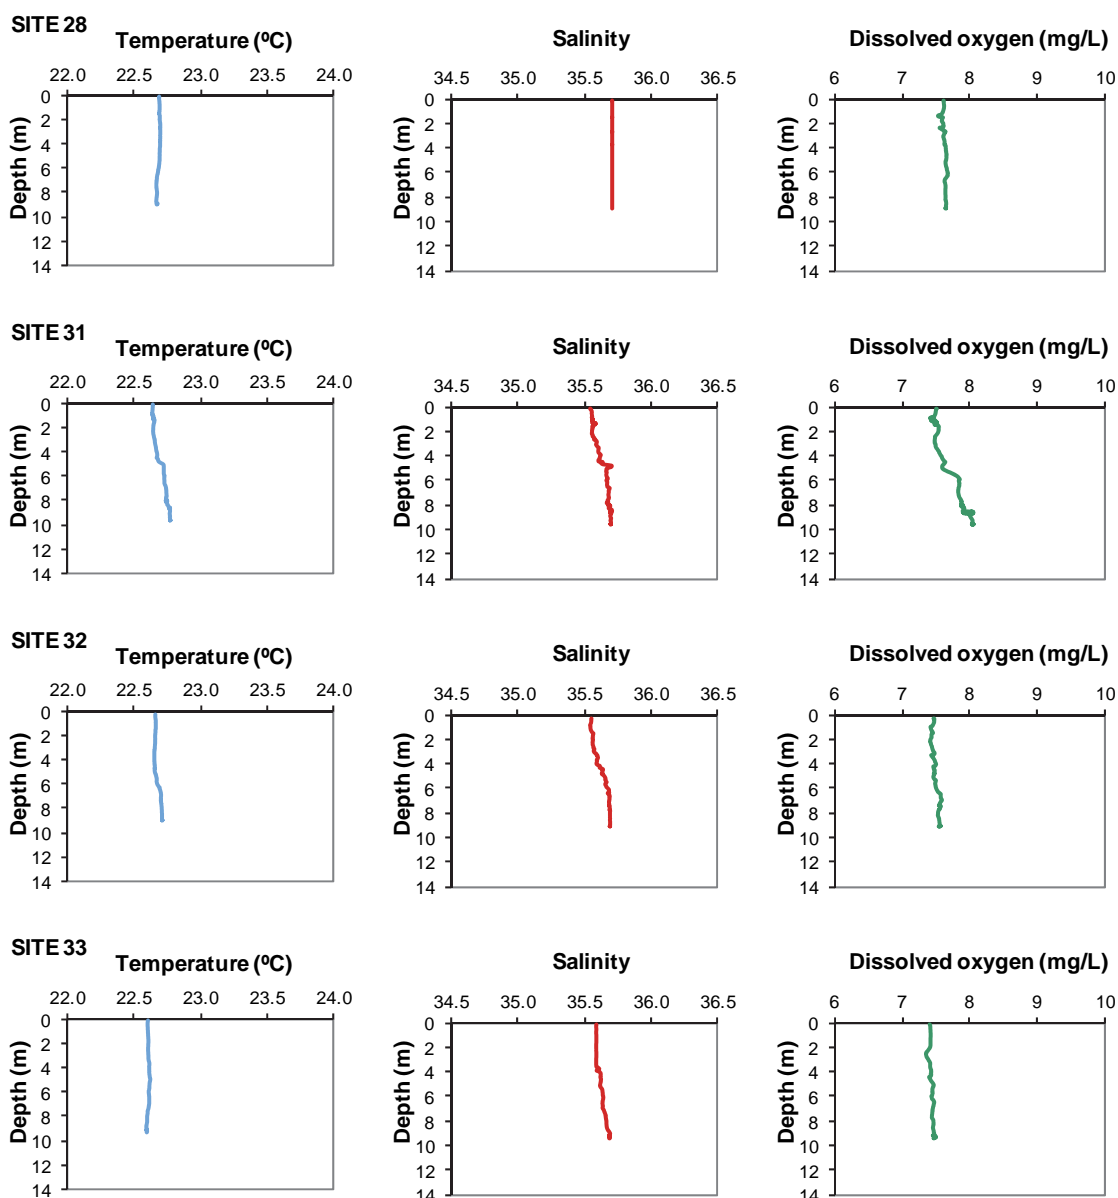 SITE 28
Temperature (ºC) Salinity Dissolved oxygen (mg/L)
22.0 22.5 23.0 23.5 24.0 34.5 35.0 35.5 36.0 36.5 6 7 8 9 10
Depth (m) Depth (m) Depth (m)
0 0 0
2 2 2
4 4 4
6 6 6
8 8 8
10 10 10
12 12 12
14 14 14
SITE 31
Temperature (ºC) Salinity Dissolved oxygen (mg/L)
22.0 22.5 23.0 23.5 24.0 34.5 35.0 35.5 36.0 36.5 6 7 8 9 10
Depth (m) Depth (m) Depth (m)
0 0 0
2 2 2
4 4 4
6 6 6
8 8 8
10 10 10
12 12 12
14 14 14
SITE 32
Temperature (ºC) Salinity Dissolved oxygen (mg/L)
22.0 22.5 23.0 23.5 24.0 34.5 35.0 35.5 36.0 36.5 6 7 8 9 10
Depth (m) Depth (m) Depth (m)
0 0 0
2 2 2
4 4 4
6 6 6
8 8 8
10 10 10
12 12 12
14 14 14
SITE 33
Temperature (ºC) Salinity Dissolved oxygen (mg/L)
22.0 22.5 23.0 23.5 24.0 34.5 35.0 35.5 36.0 36.5 6 7 8 9 10
Depth (m) Depth (m) Depth (m)
0 0 0
2 2 2
4 4 4
6 6 6
8 8 8
10 10 10
12 12 12
14 14 14